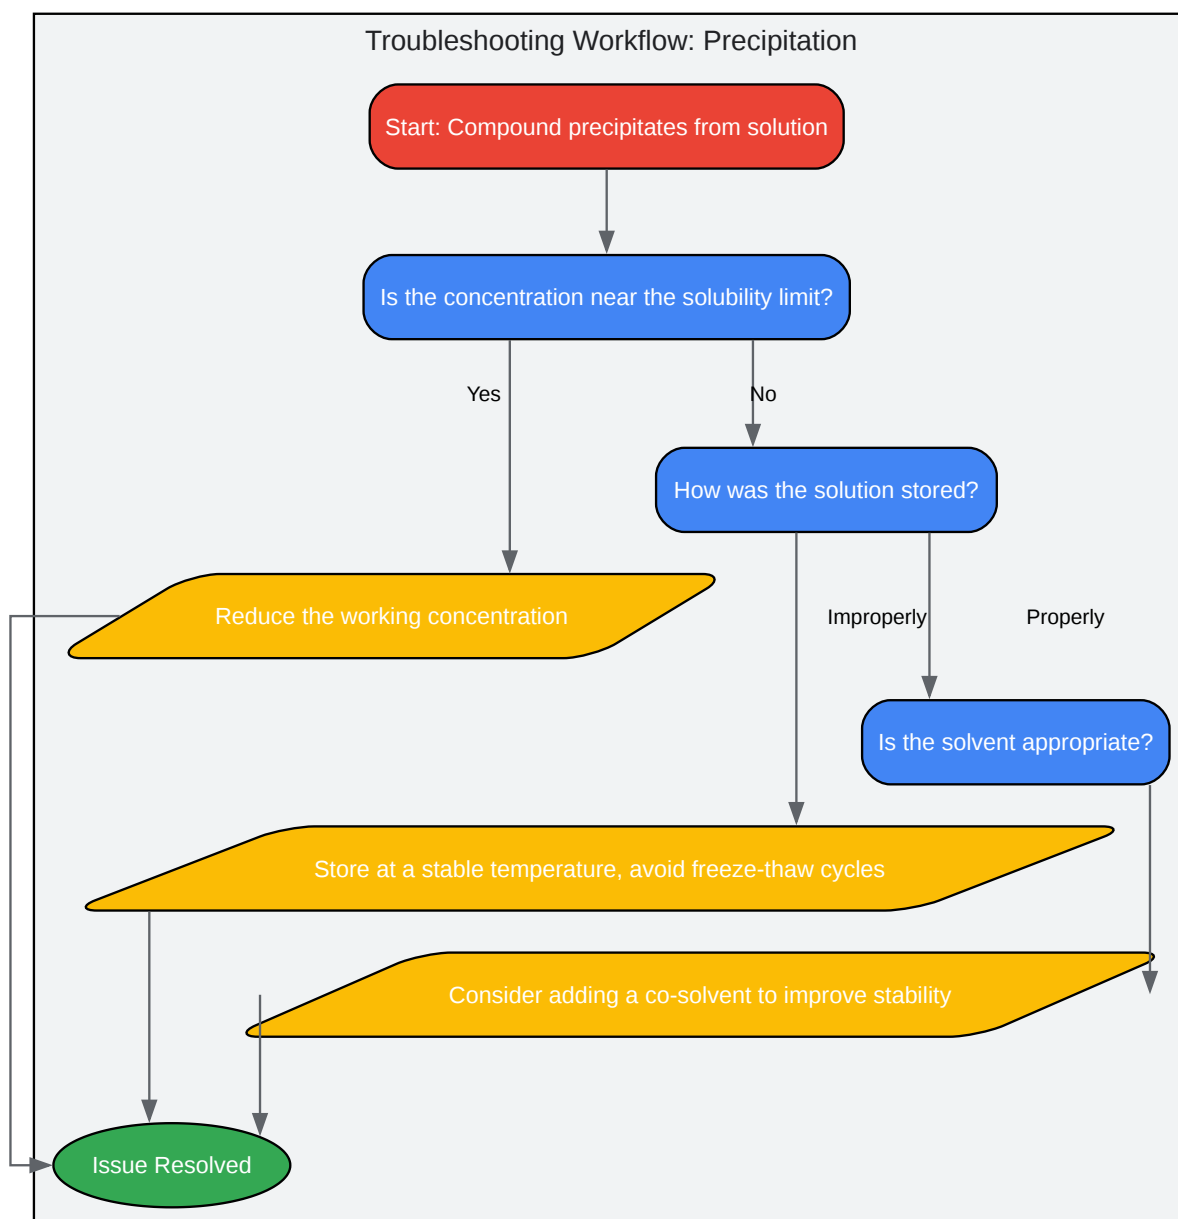 Troubleshooting Workflow: Precipitation
Start: Compound precipitates from solution
Is the concentration near the solubility limit?
Yes
No
How was the solution stored?
Reduce the working concentration
Improperly
Properly
Is the solvent appropriate?
Store at a stable temperature, avoid freeze-thaw cycles
Consider adding a co-solvent to improve stability
Issue Resolved